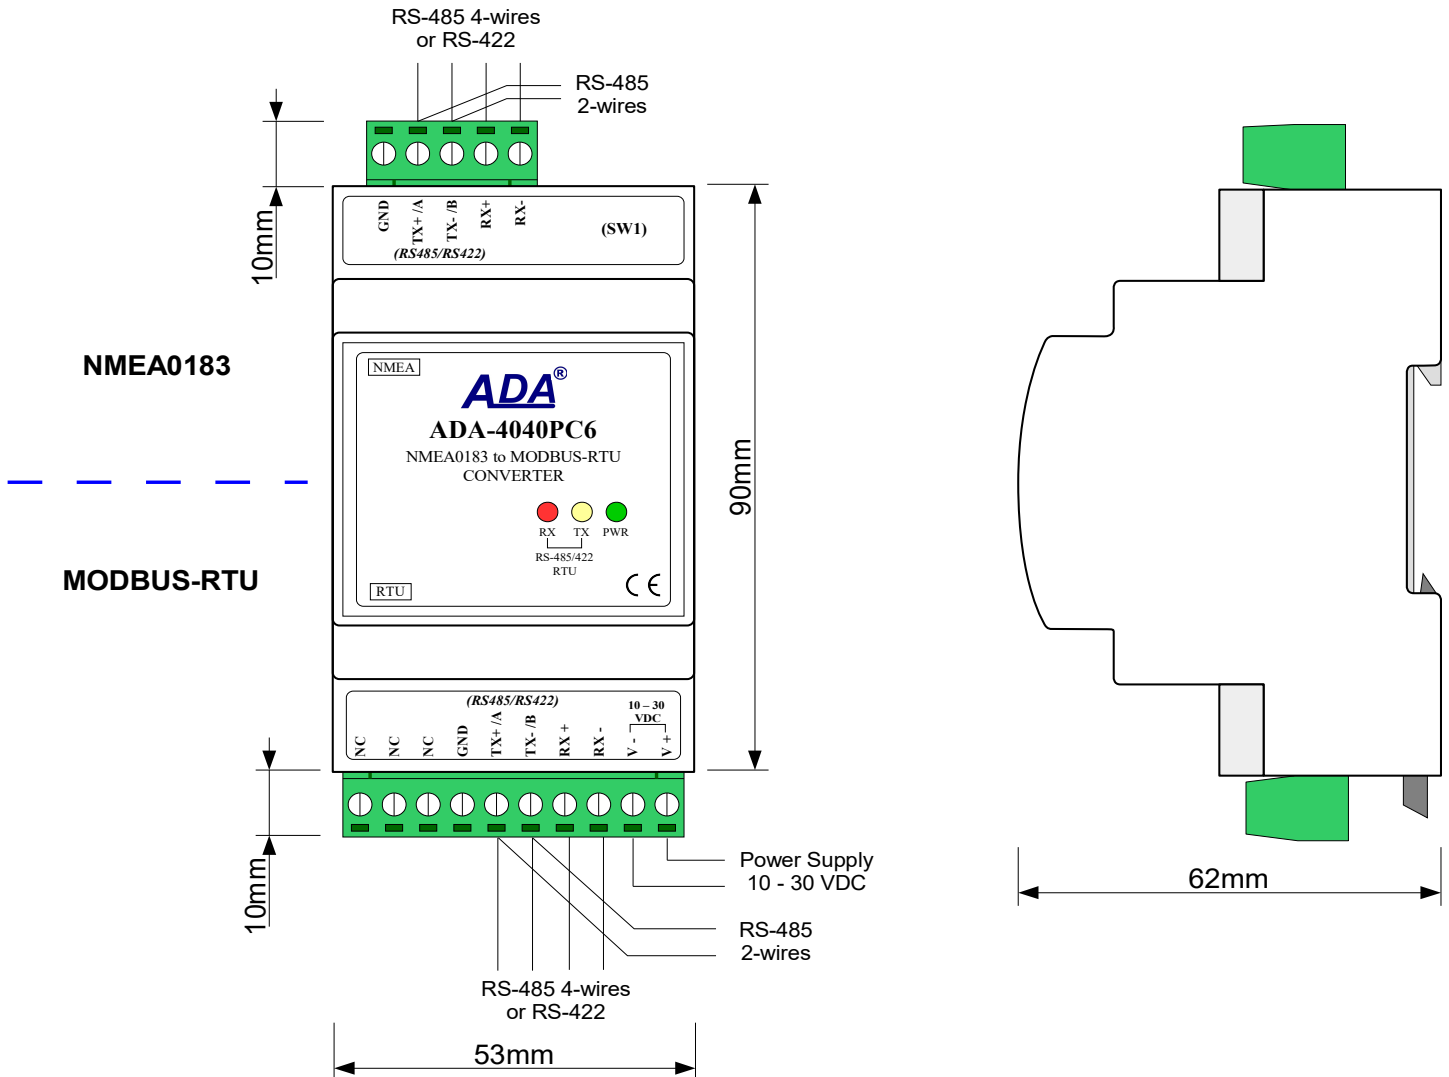 RS-485 4-wires
or RS-422
RS-485
2-wires
10mm
GND
TX+ /A
TX- /B
RX+
RX-
(SW1)
(RS485/RS422)
NMEA0183
NMEA
ADA®
ADA-4040PC6
NMEA0183 to MODBUS-RTU
CONVERTER
90mm
RX TX PWR
RS-485/422
RTU
MODBUS-RTU
RTU
CE
(RS485/RS422)
10 – 30
VDC
NC
NC
NC
GND
TX+ /A
TX- /B
RX +
RX -
V -
V +
10mm
Power Supply
10 - 30 VDC
62mm
RS-485
2-wires
RS-485 4-wires
or RS-422
53mm